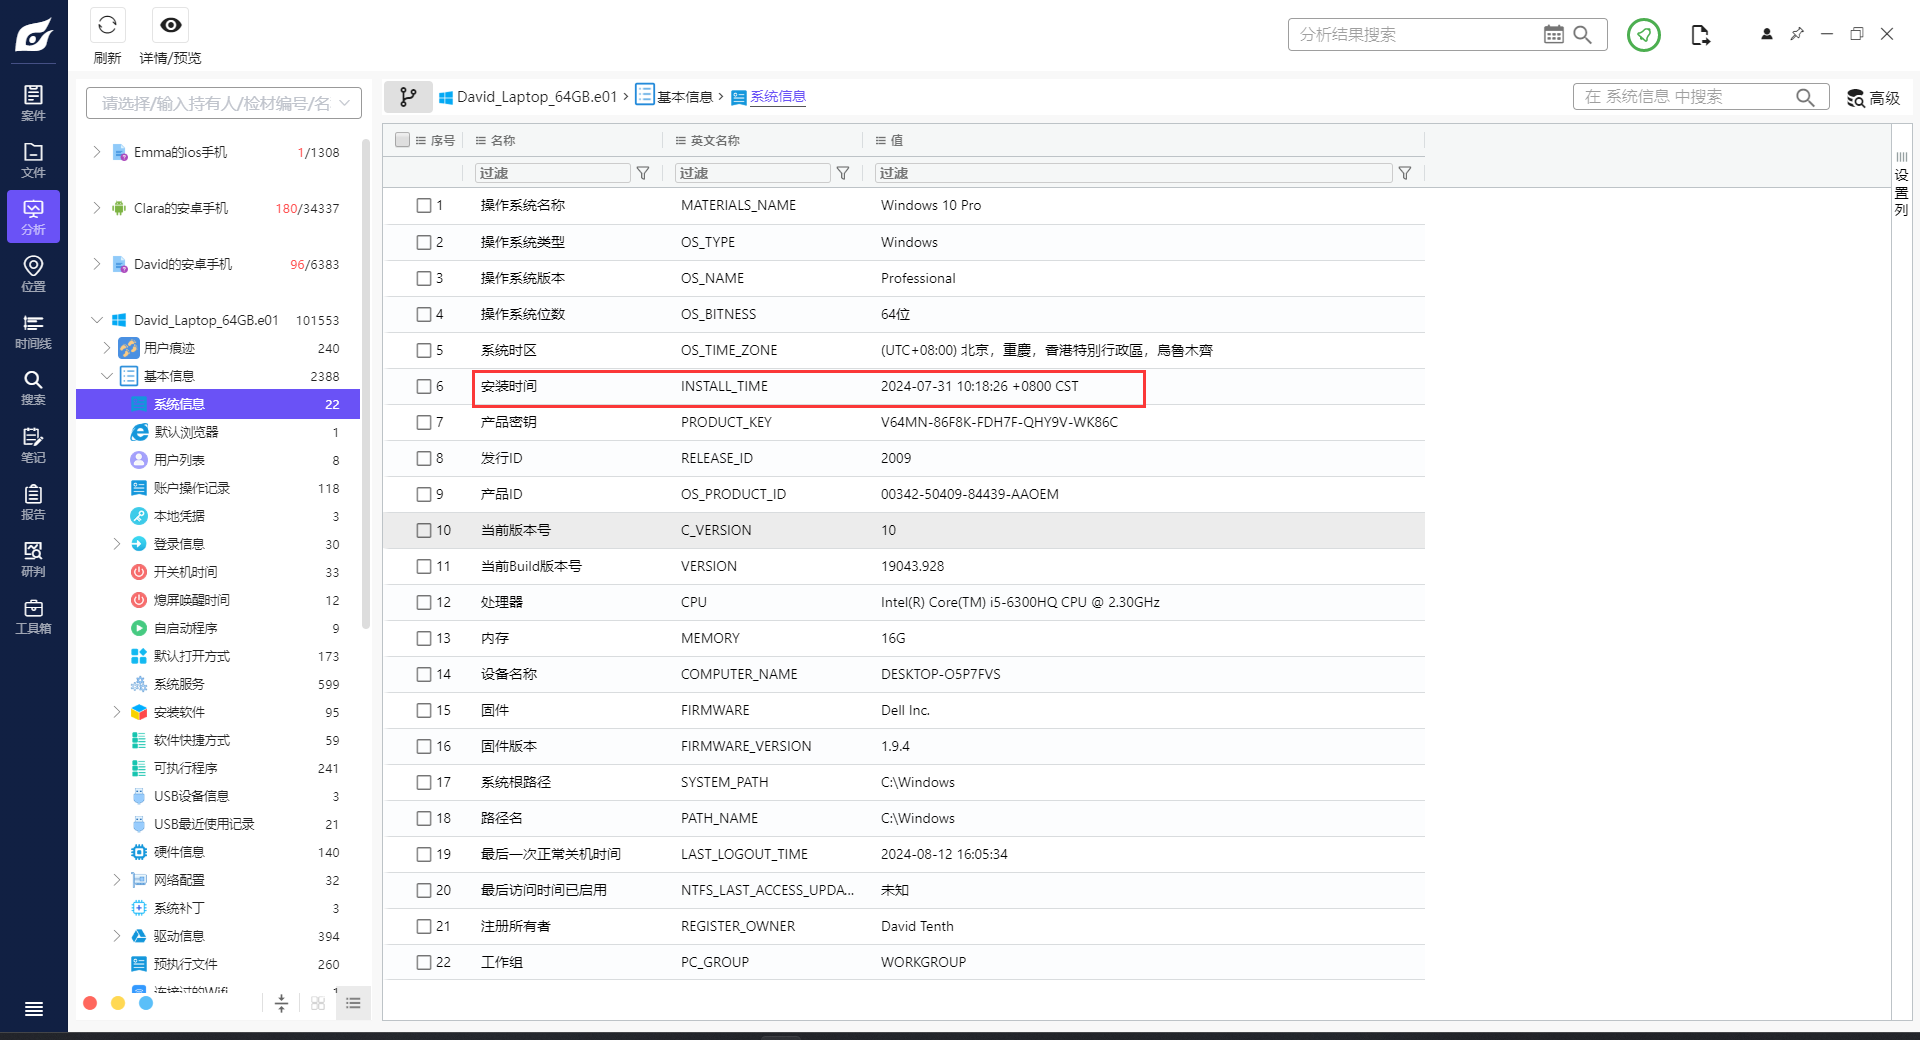 刷新
详情/预览
分析结果搜索
案件
文件
分析
位置
时间线
搜索
笔记
报告
研判
工具箱
请选择/输入持有人/检材编号/名
Emma的ios手机 1/1308
Clara的安卓手机 180/34337
David的安卓手机 96/6383
David_Laptop_64GB.e01 101553
用户痕迹 240
基本信息 2388
系统信息 22
默认浏览器 1
用户列表 8
账户操作记录 118
本地凭据 3
登录信息 30
开关机时间 33
熄屏唤醒时间 12
自启动程序 9
默认打开方式 173
系统服务 599
安装软件 95
软件快捷方式 59
可执行程序 241
USB设备信息 3
USB最近使用记录 21
硬件信息 140
网络配置 32
系统补丁 3
驱动信息 394
预执行文件 260
连接过的Wifi 1
David_Laptop_64GB.e01 > 基本信息 > 系统信息
在 系统信息 中搜索
高级
序号 名称 英文名称 值
过滤 过滤 过滤
1 操作系统名称 MATERIALS_NAME Windows 10 Pro
2 操作系统类型 OS_TYPE Windows
3 操作系统版本 OS_NAME Professional
4 操作系统位数 OS_BITNESS 64位
5 系统时区 OS_TIME_ZONE (UTC+08:00) 北京，重慶，香港特別行政區，烏魯木齊
6 安装时间 INSTALL_TIME 2024-07-31 10:18:26 +0800 CST
7 产品密钥 PRODUCT_KEY V64MN-86F8K-FDH7F-QHY9V-WK86C
8 发行ID RELEASE_ID 2009
9 产品ID OS_PRODUCT_ID 00342-50409-84439-AAOEM
10 当前版本号 C_VERSION 10
11 当前Build版本号 VERSION 19043.928
12 处理器 CPU Intel(R) Core(TM) i5-6300HQ CPU @ 2.30GHz
13 内存 MEMORY 16G
14 设备名称 COMPUTER_NAME DESKTOP-O5P7FVS
15 固件 FIRMWARE Dell Inc.
16 固件版本 FIRMWARE_VERSION 1.9.4
17 系统根路径 SYSTEM_PATH C:\Windows
18 路径名 PATH_NAME C:\Windows
19 最后一次正常关机时间 LAST_LOGOUT_TIME 2024-08-12 16:05:34
20 最后访问时间已启用 NTFS_LAST_ACCESS_UPDA... 未知
21 注册所有者 REGISTER_OWNER David Tenth
22 工作组 PC_GROUP WORKGROUP
设置列